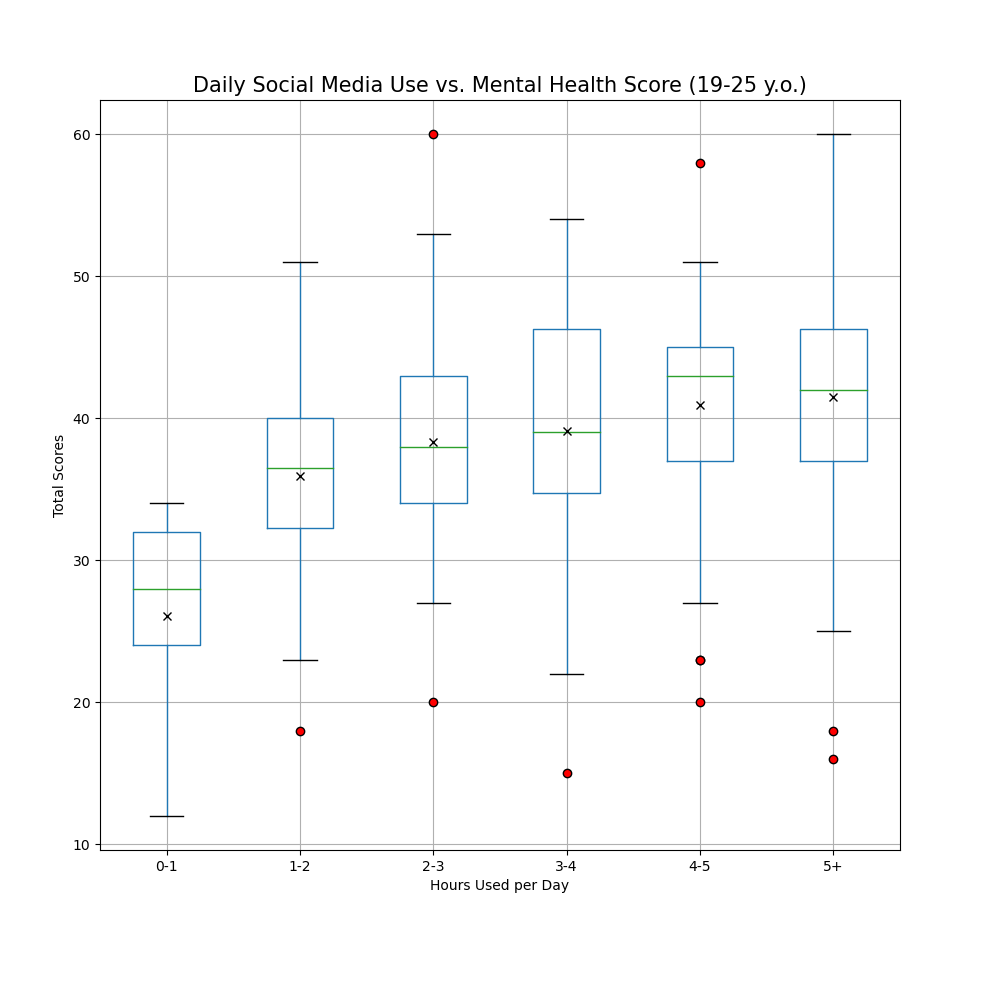 Daily Social Media Use vs. Mental Health Score (19-25 y.o.)
60
50
40
30
20
10
Total Scores
0-1 1-2 2-3 3-4 4-5 5+
Hours Used per Day